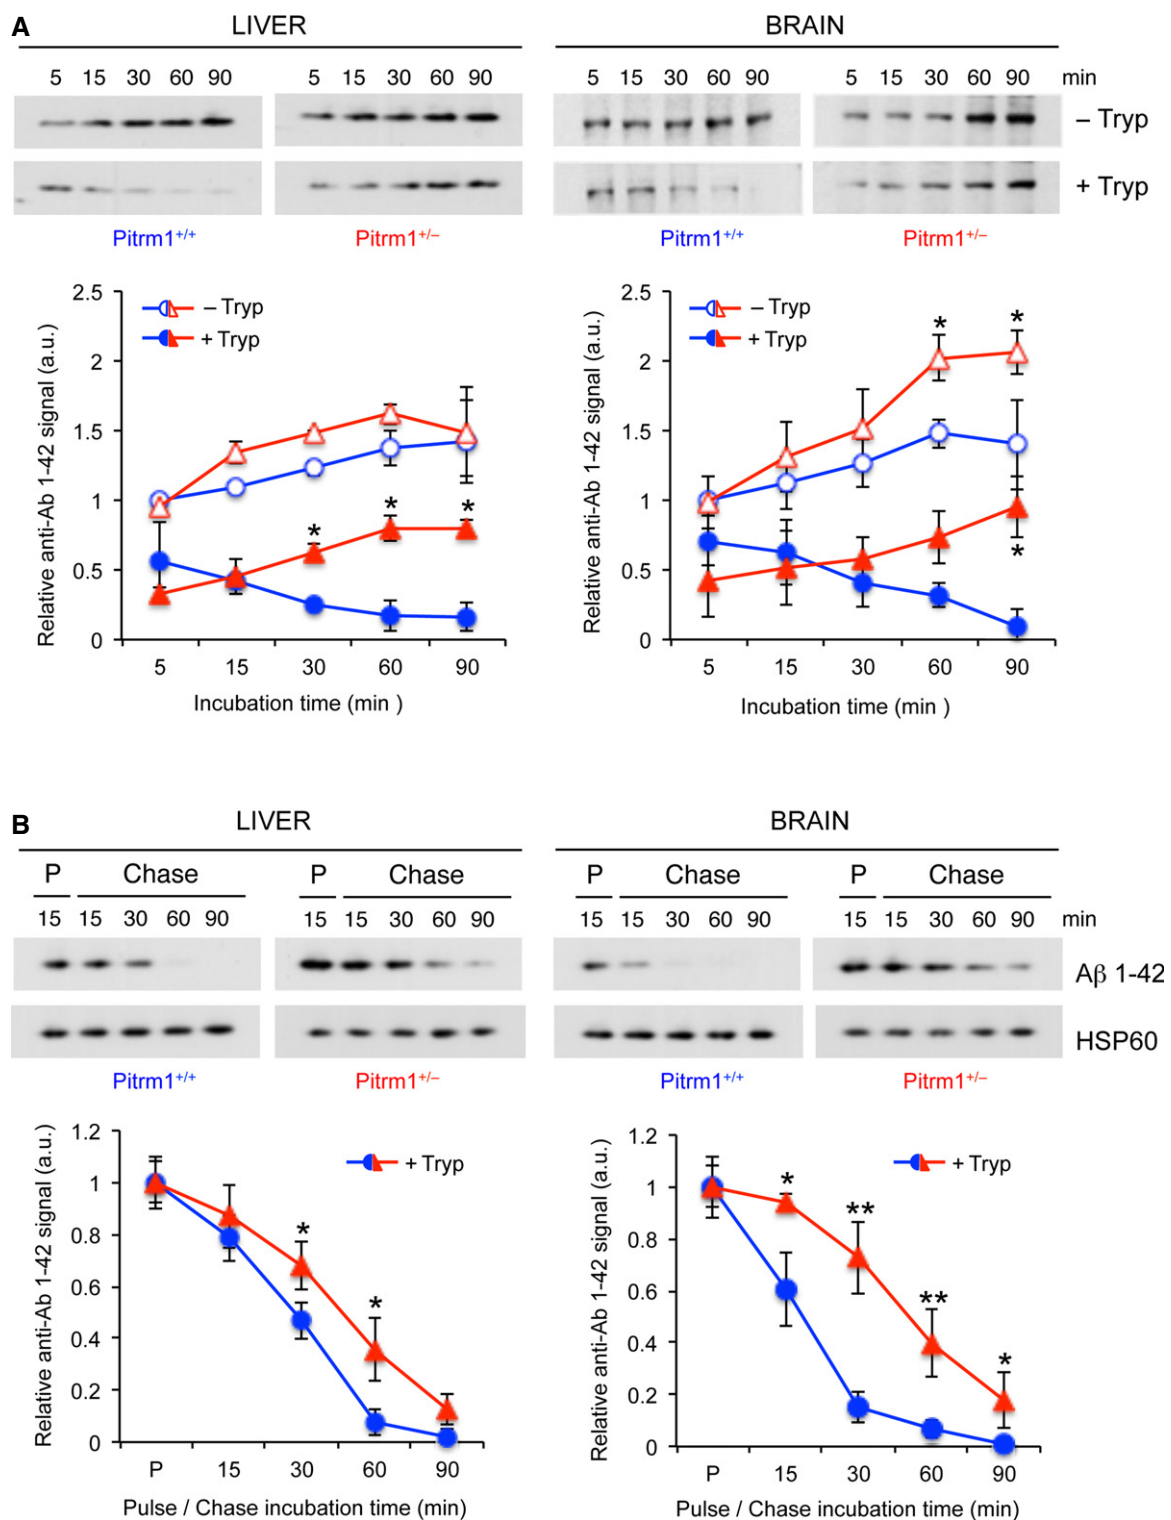 A
LIVER BRAIN
5 15 30 60 90 5 15 30 60 90 5 15 30 60 90 5 15 30 60 90 min
– Tryp
+ Tryp
Pitrm1+/+ Pitrm1+/– Pitrm1+/+ Pitrm1+/–
Relative anti-Ab 1-42 signal (a.u.)
2.5
2
1.5
1
0.5
0
– Tryp
+ Tryp
* * *
5 15 30 60 90
Incubation time (min )
Relative anti-Ab 1-42 signal (a.u.)
2.5
2
1.5
1
0.5
0
– Tryp
+ Tryp
* *
*
5 15 30 60 90
Incubation time (min )
B
LIVER BRAIN
P Chase P Chase P Chase P Chase
15 15 30 60 90 15 15 30 60 90 15 15 30 60 90 15 15 30 60 90 min
Aβ 1-42
HSP60
Pitrm1+/+ Pitrm1+/– Pitrm1+/+ Pitrm1+/–
Relative anti-Ab 1-42 signal (a.u.)
1.2
1
0.8
0.6
0.4
0.2
0
+ Tryp
* *
P 15 30 60 90
Pulse / Chase incubation time (min)
Relative anti-Ab 1-42 signal (a.u.)
1.2
1
0.8
0.6
0.4
0.2
0
+ Tryp
* ** ** *
P 15 30 60 90
Pulse / Chase incubation time (min)